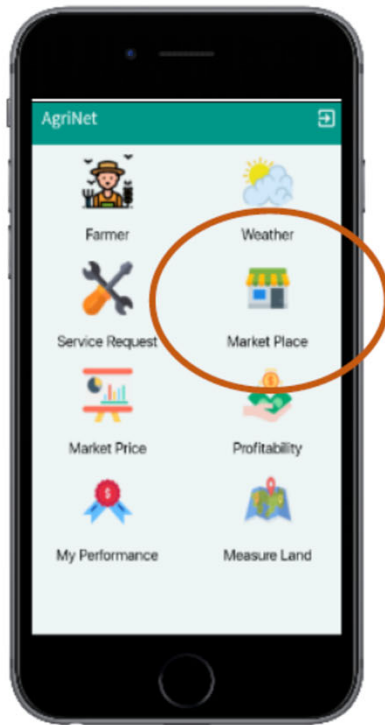 AgriNet
Farmer
Weather
Service Request
Market Place
Market Price
Profitability
My Performance
Measure Land